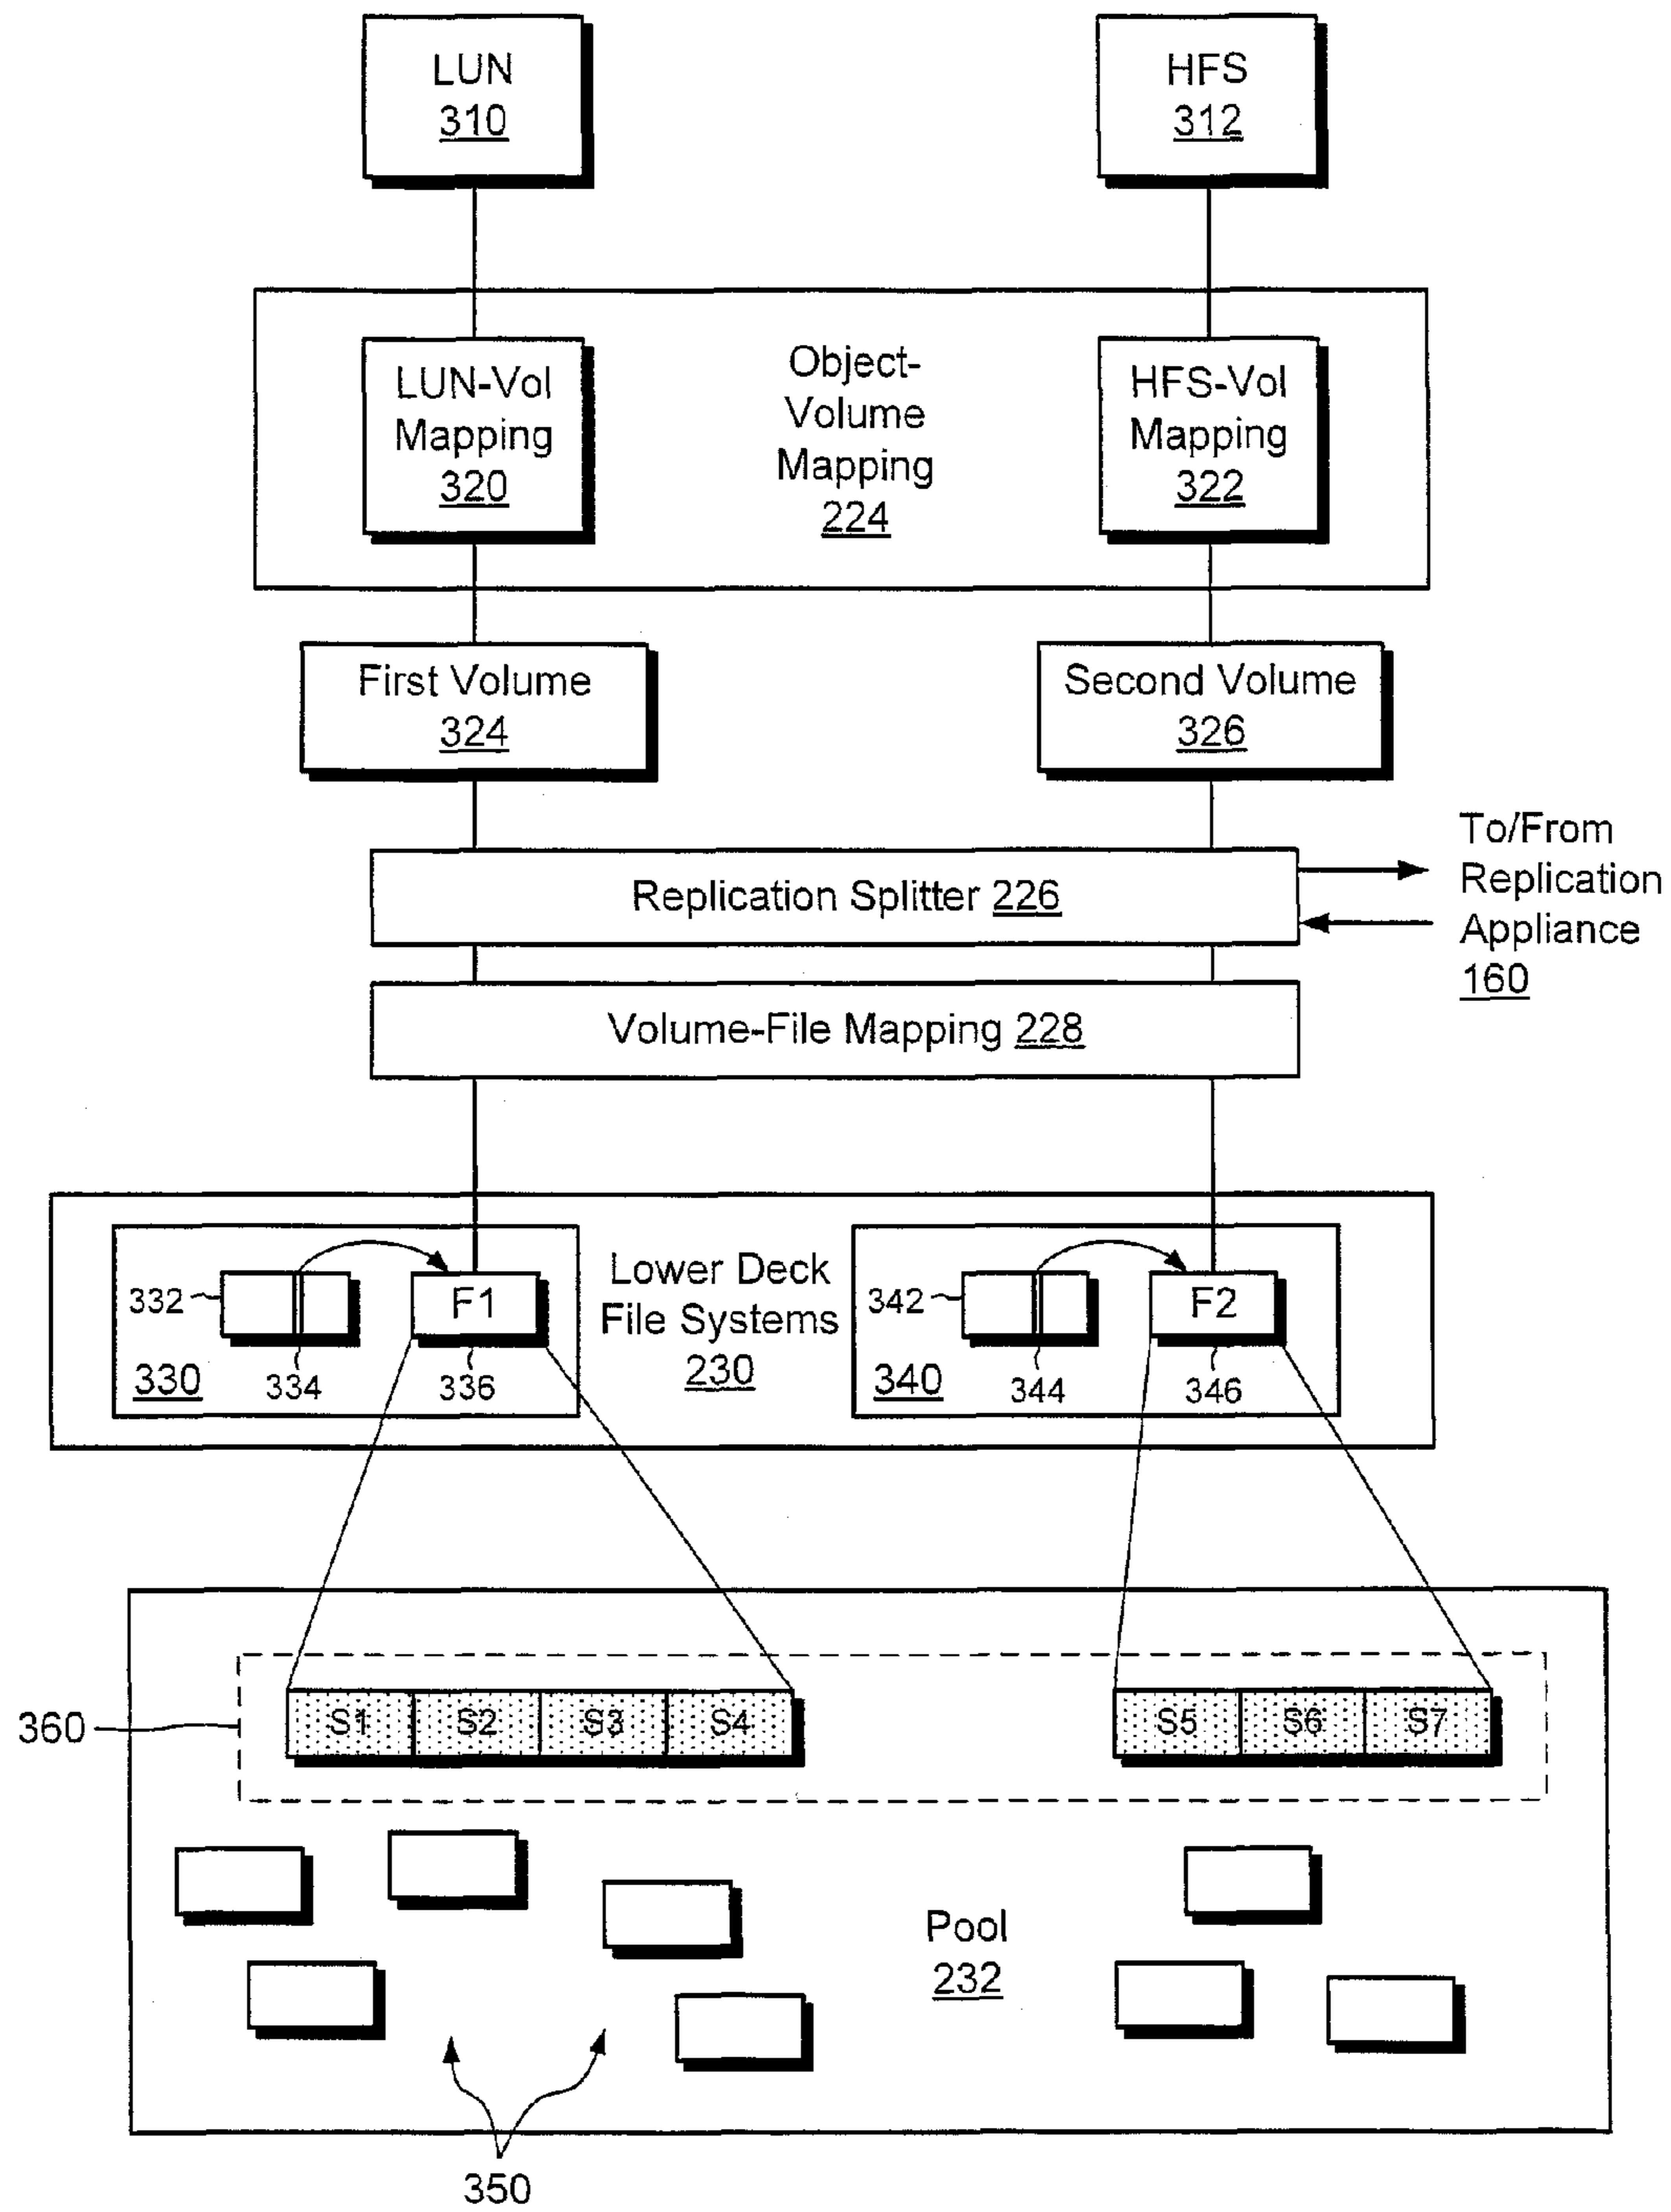 LUN
310
HFS
312
LUN-Vol
Mapping
320
Object-
Volume
Mapping
224
HFS-Vol
Mapping
322
First Volume
324
Second Volume
326
Replication Splitter 226
To/From
Replication
Appliance
160
Volume-File Mapping 228
332
F1
330
334
336
Lower Deck
File Systems
230
342
F2
340
344
346
360
S1 S2 S3 S4
S5 S6 S7
Pool
232
350